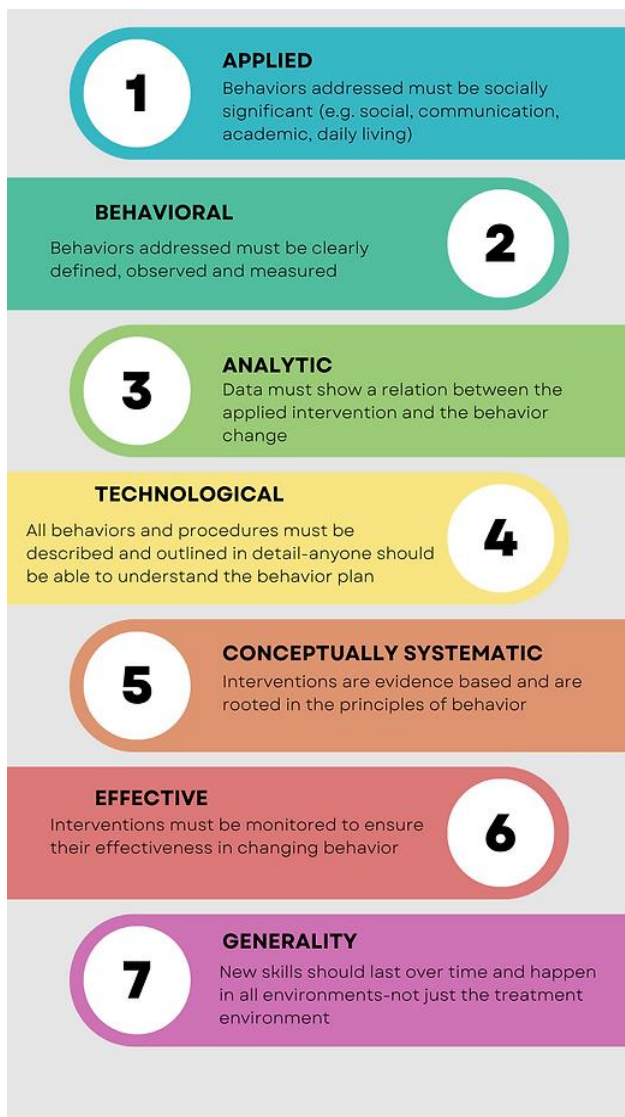 1
APPLIED
Behaviors addressed must be socially
significant (e.g. social, communication,
academic, daily living)
BEHAVIORAL
Behaviors addressed must be clearly
defined, observed and measured
2
3
ANALYTIC
Data must show a relation between the
applied intervention and the behavior
change
TECHNOLOGICAL
All behaviors and procedures must be
described and outlined in detail-anyone should
be able to understand the behavior plan
4
5
CONCEPTUALLY SYSTEMATIC
Interventions are evidence based and are
rooted in the principles of behavior
EFFECTIVE
Interventions must be monitored to ensure
their effectiveness in changing behavior
6
7
GENERALITY
New skills should last over time and happen
in all environments-not just the treatment
environment